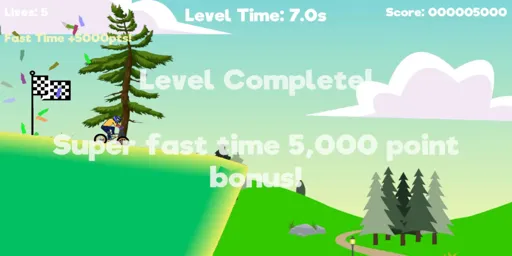 Lives: 5
Level Time: 7.0s
Score: 000005000
Fast Time +5000pts!
Level Complete!
Super fast time 5,000 point
bonus!